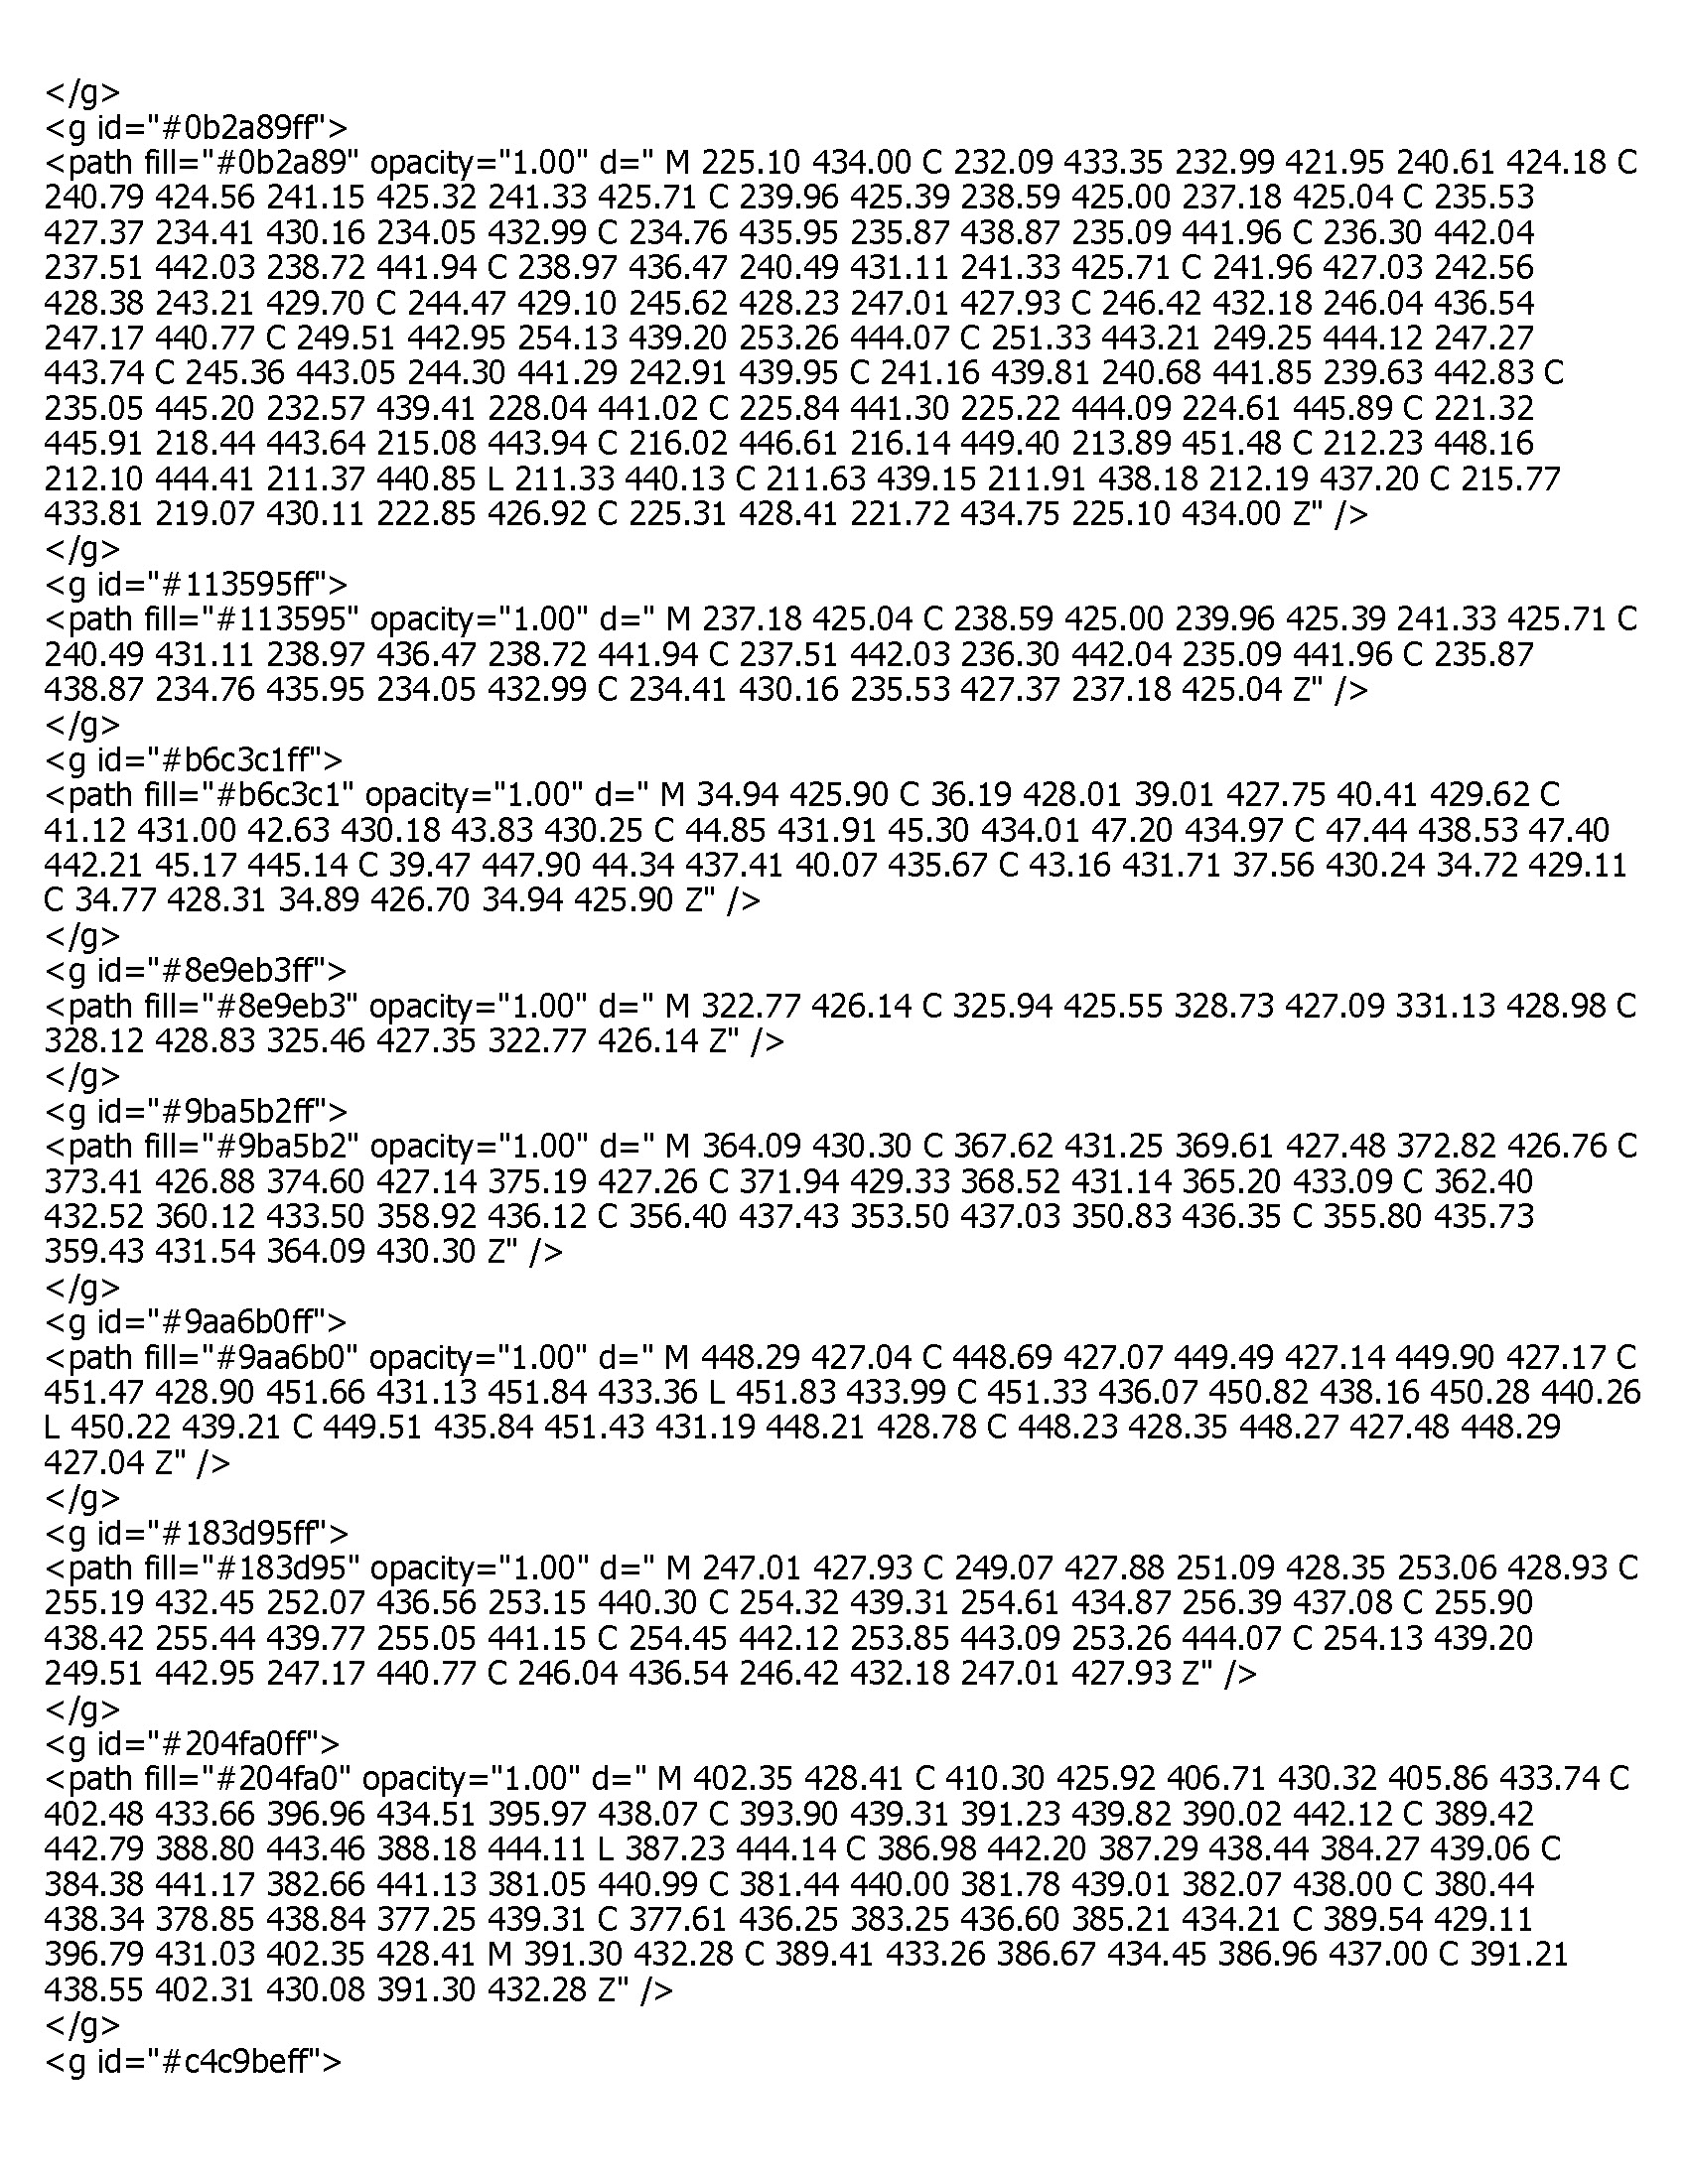 </g>
<g id="#0b2a89ff">
<path fill="#0b2a89" opacity="1.00" d=" M 225.10 434.00 C 232.09 433.35 232.99 421.95 240.61 424.18 C
240.79 424.56 241.15 425.32 241.33 425.71 C 239.96 425.39 238.59 425.00 237.18 425.04 C 235.53
427.37 234.41 430.16 234.05 432.99 C 234.76 435.95 235.87 438.87 235.09 441.96 C 236.30 442.04
237.51 442.03 238.72 441.94 C 238.97 436.47 240.49 431.11 241.33 425.71 C 241.96 427.03 242.56
428.38 243.21 429.70 C 244.47 429.10 245.62 428.23 247.01 427.93 C 246.42 432.18 246.04 436.54
247.17 440.77 C 249.51 442.95 254.13 439.20 253.26 444.07 C 251.33 443.21 249.25 444.12 247.27
443.74 C 245.36 443.05 244.30 441.29 242.91 439.95 C 241.16 439.81 240.68 441.85 239.63 442.83 C
235.05 445.20 232.57 439.41 228.04 441.02 C 225.84 441.30 225.22 444.09 224.61 445.89 C 221.32
445.91 218.44 443.64 215.08 443.94 C 216.02 446.61 216.14 449.40 213.89 451.48 C 212.23 448.16
212.10 444.41 211.37 440.85 L 211.33 440.13 C 211.63 439.15 211.91 438.18 212.19 437.20 C 215.77
433.81 219.07 430.11 222.85 426.92 C 225.31 428.41 221.72 434.75 225.10 434.00 Z" />
</g>
<g id="#113595ff">
<path fill="#113595" opacity="1.00" d=" M 237.18 425.04 C 238.59 425.00 239.96 425.39 241.33 425.71 C
240.49 431.11 238.97 436.47 238.72 441.94 C 237.51 442.03 236.30 442.04 235.09 441.96 C 235.87
438.87 234.76 435.95 234.05 432.99 C 234.41 430.16 235.53 427.37 237.18 425.04 Z" />
</g>
<g id="#b6c3c1ff">
<path fill="#b6c3c1" opacity="1.00" d=" M 34.94 425.90 C 36.19 428.01 39.01 427.75 40.41 429.62 C
41.12 431.00 42.63 430.18 43.83 430.25 C 44.85 431.91 45.30 434.01 47.20 434.97 C 47.44 438.53 47.40
442.21 45.17 445.14 C 39.47 447.90 44.34 437.41 40.07 435.67 C 43.16 431.71 37.56 430.24 34.72 429.11
C 34.77 428.31 34.89 426.70 34.94 425.90 Z" />
</g>
<g id="#8e9eb3ff">
<path fill="#8e9eb3" opacity="1.00" d=" M 322.77 426.14 C 325.94 425.55 328.73 427.09 331.13 428.98 C
328.12 428.83 325.46 427.35 322.77 426.14 Z" />
</g>
<g id="#9ba5b2ff">
<path fill="#9ba5b2" opacity="1.00" d=" M 364.09 430.30 C 367.62 431.25 369.61 427.48 372.82 426.76 C
373.41 426.88 374.60 427.14 375.19 427.26 C 371.94 429.33 368.52 431.14 365.20 433.09 C 362.40
432.52 360.12 433.50 358.92 436.12 C 356.40 437.43 353.50 437.03 350.83 436.35 C 355.80 435.73
359.43 431.54 364.09 430.30 Z" />
</g>
<g id="#9aa6b0ff">
<path fill="#9aa6b0" opacity="1.00" d=" M 448.29 427.04 C 448.69 427.07 449.49 427.14 449.90 427.17 C
451.47 428.90 451.66 431.13 451.84 433.36 L 451.83 433.99 C 451.33 436.07 450.82 438.16 450.28 440.26
L 450.22 439.21 C 449.51 435.84 451.43 431.19 448.21 428.78 C 448.23 428.35 448.27 427.48 448.29
427.04 Z" />
</g>
<g id="#183d95ff">
<path fill="#183d95" opacity="1.00" d=" M 247.01 427.93 C 249.07 427.88 251.09 428.35 253.06 428.93 C
255.19 432.45 252.07 436.56 253.15 440.30 C 254.32 439.31 254.61 434.87 256.39 437.08 C 255.90
438.42 255.44 439.77 255.05 441.15 C 254.45 442.12 253.85 443.09 253.26 444.07 C 254.13 439.20
249.51 442.95 247.17 440.77 C 246.04 436.54 246.42 432.18 247.01 427.93 Z" />
</g>
<g id="#204fa0ff">
<path fill="#204fa0" opacity="1.00" d=" M 402.35 428.41 C 410.30 425.92 406.71 430.32 405.86 433.74 C
402.48 433.66 396.96 434.51 395.97 438.07 C 393.90 439.31 391.23 439.82 390.02 442.12 C 389.42
442.79 388.80 443.46 388.18 444.11 L 387.23 444.14 C 386.98 442.20 387.29 438.44 384.27 439.06 C
384.38 441.17 382.66 441.13 381.05 440.99 C 381.44 440.00 381.78 439.01 382.07 438.00 C 380.44
438.34 378.85 438.84 377.25 439.31 C 377.61 436.25 383.25 436.60 385.21 434.21 C 389.54 429.11
396.79 431.03 402.35 428.41 M 391.30 432.28 C 389.41 433.26 386.67 434.45 386.96 437.00 C 391.21
438.55 402.31 430.08 391.30 432.28 Z" />
</g>
<g id="#c4c9beff">